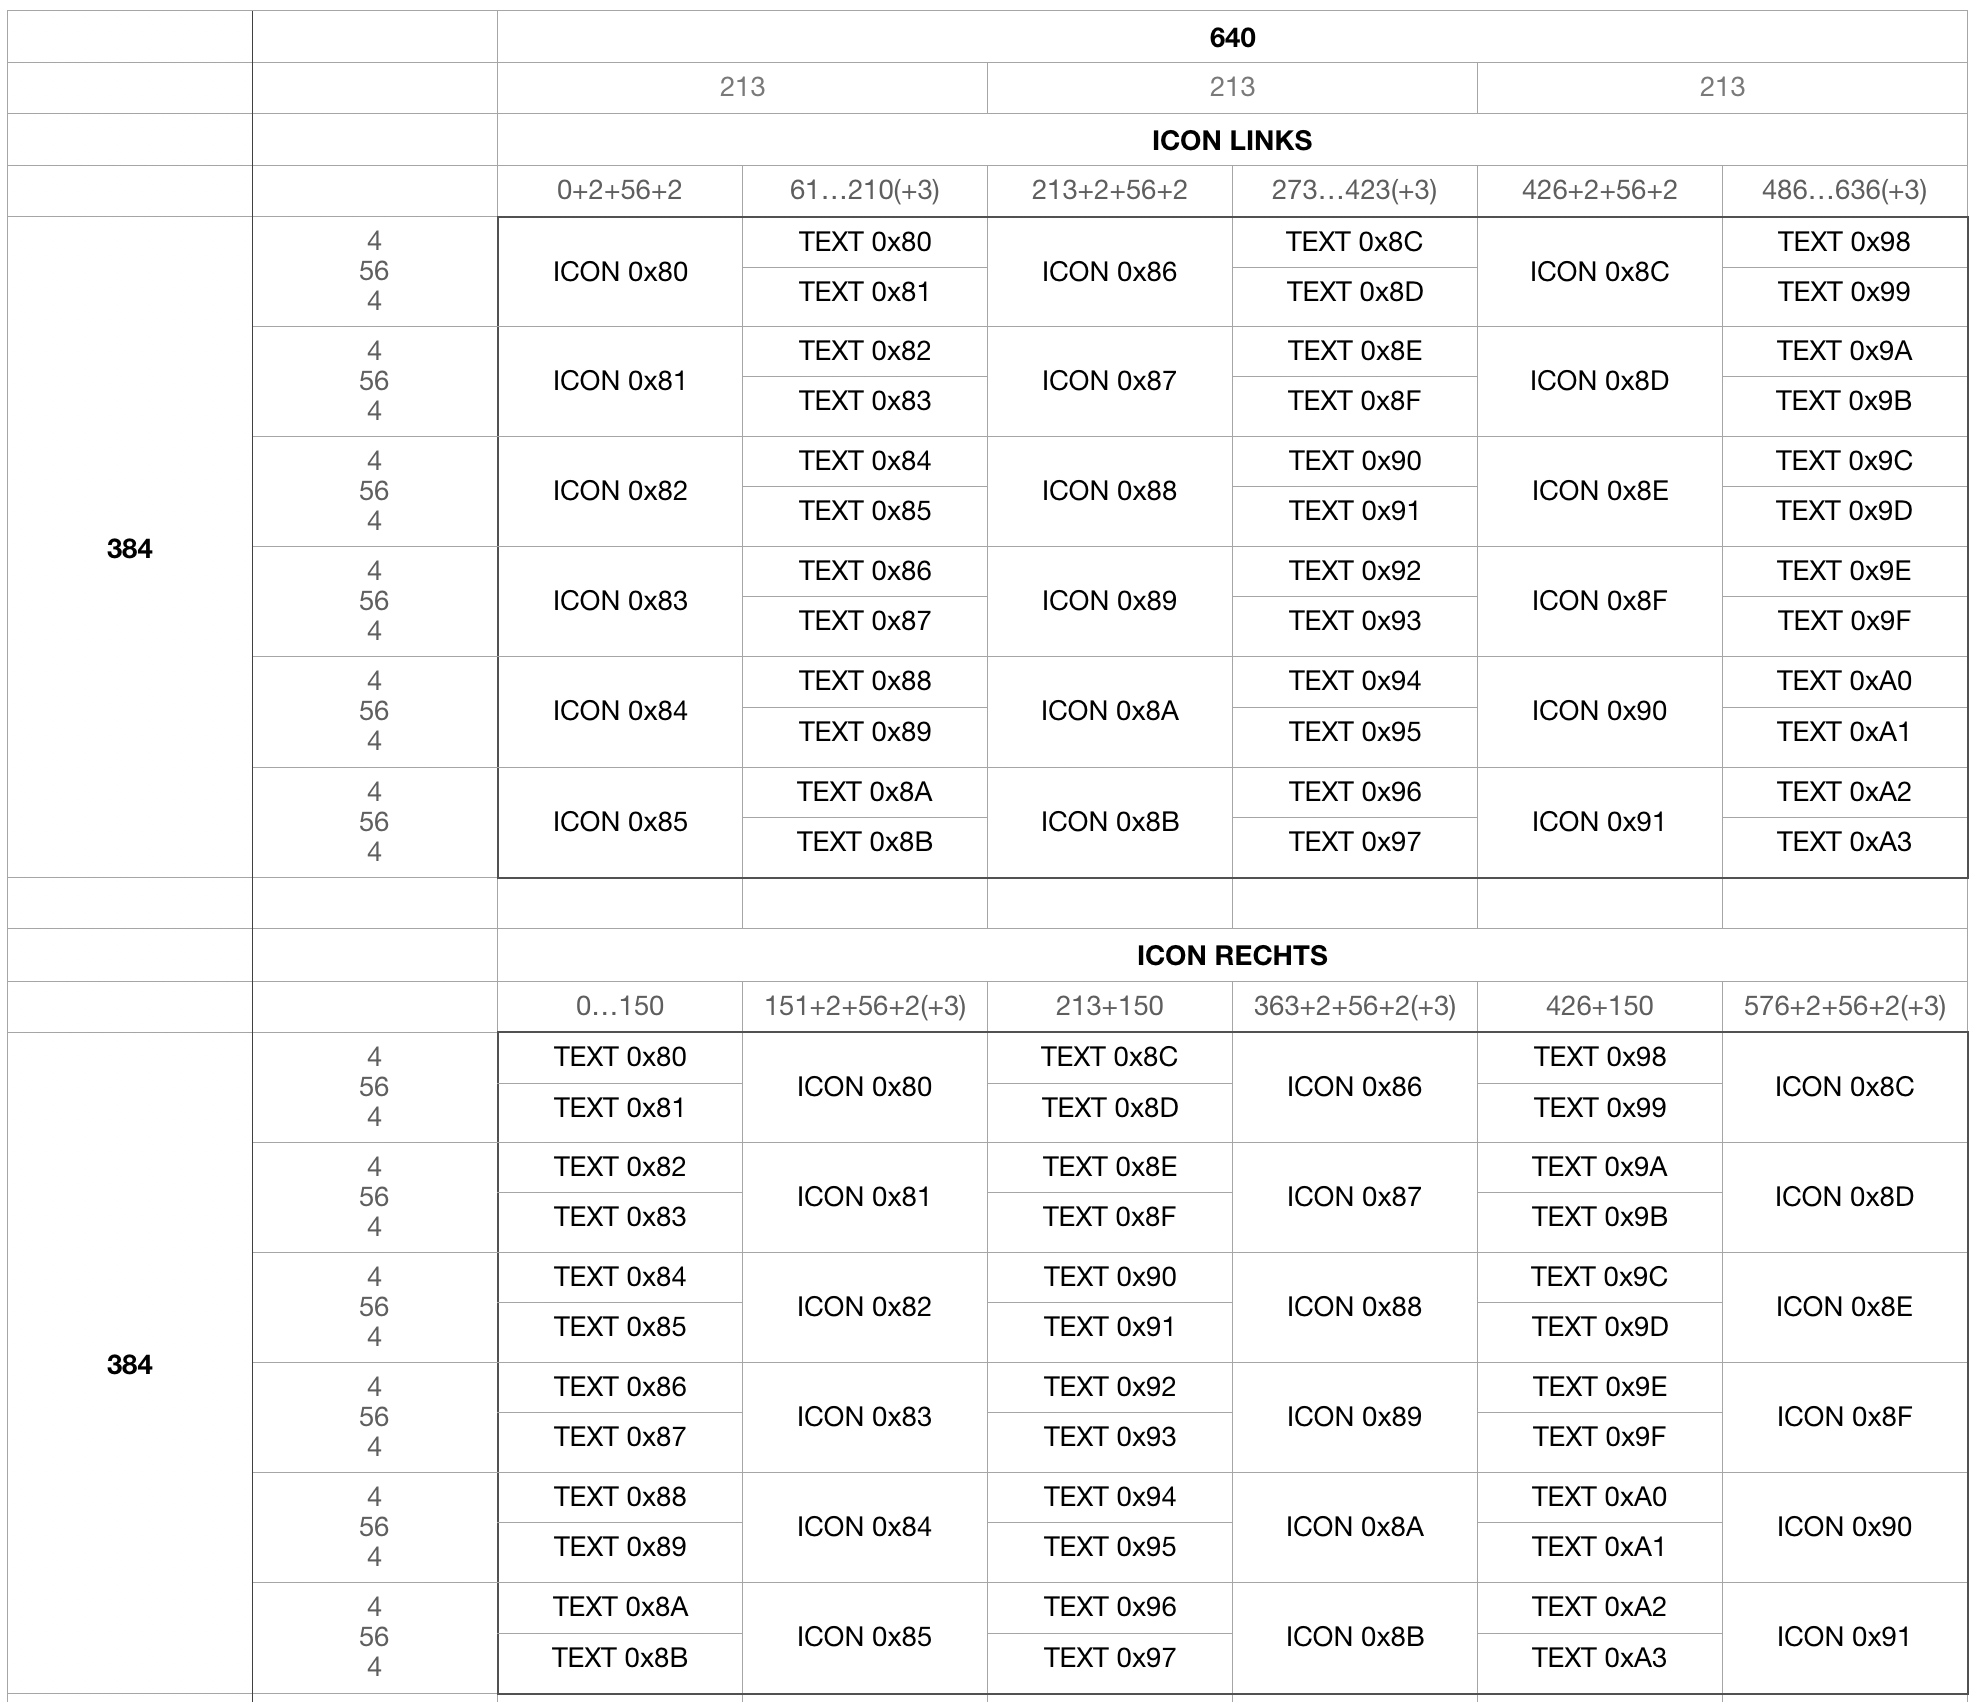 640
213 213 213
ICON LINKS
0+2+56+2 61…210(+3) 213+2+56+2 273…423(+3) 426+2+56+2 486…636(+3)
384
4 56 4 ICON 0x80 TEXT 0x80 TEXT 0x81 ICON 0x86 TEXT 0x8C TEXT 0x8D ICON 0x8C TEXT 0x98 TEXT 0x99
4 56 4 ICON 0x81 TEXT 0x82 TEXT 0x83 ICON 0x87 TEXT 0x8E TEXT 0x8F ICON 0x8D TEXT 0x9A TEXT 0x9B
4 56 4 ICON 0x82 TEXT 0x84 TEXT 0x85 ICON 0x88 TEXT 0x90 TEXT 0x91 ICON 0x8E TEXT 0x9C TEXT 0x9D
4 56 4 ICON 0x83 TEXT 0x86 TEXT 0x87 ICON 0x89 TEXT 0x92 TEXT 0x93 ICON 0x8F TEXT 0x9E TEXT 0x9F
4 56 4 ICON 0x84 TEXT 0x88 TEXT 0x89 ICON 0x8A TEXT 0x94 TEXT 0x95 ICON 0x90 TEXT 0xA0 TEXT 0xA1
4 56 4 ICON 0x85 TEXT 0x8A TEXT 0x8B ICON 0x8B TEXT 0x96 TEXT 0x97 ICON 0x91 TEXT 0xA2 TEXT 0xA3
ICON RECHTS
0…150 151+2+56+2(+3) 213+150 363+2+56+2(+3) 426+150 576+2+56+2(+3)
384
4 56 4 TEXT 0x80 TEXT 0x81 ICON 0x80 TEXT 0x8C TEXT 0x8D ICON 0x86 TEXT 0x98 TEXT 0x99 ICON 0x8C
4 56 4 TEXT 0x82 TEXT 0x83 ICON 0x81 TEXT 0x8E TEXT 0x8F ICON 0x87 TEXT 0x9A TEXT 0x9B ICON 0x8D
4 56 4 TEXT 0x84 TEXT 0x85 ICON 0x82 TEXT 0x90 TEXT 0x91 ICON 0x88 TEXT 0x9C TEXT 0x9D ICON 0x8E
4 56 4 TEXT 0x86 TEXT 0x87 ICON 0x83 TEXT 0x92 TEXT 0x93 ICON 0x89 TEXT 0x9E TEXT 0x9F ICON 0x8F
4 56 4 TEXT 0x88 TEXT 0x89 ICON 0x84 TEXT 0x94 TEXT 0x95 ICON 0x8A TEXT 0xA0 TEXT 0xA1 ICON 0x90
4 56 4 TEXT 0x8A TEXT 0x8B ICON 0x85 TEXT 0x96 TEXT 0x97 ICON 0x8B TEXT 0xA2 TEXT 0xA3 ICON 0x91